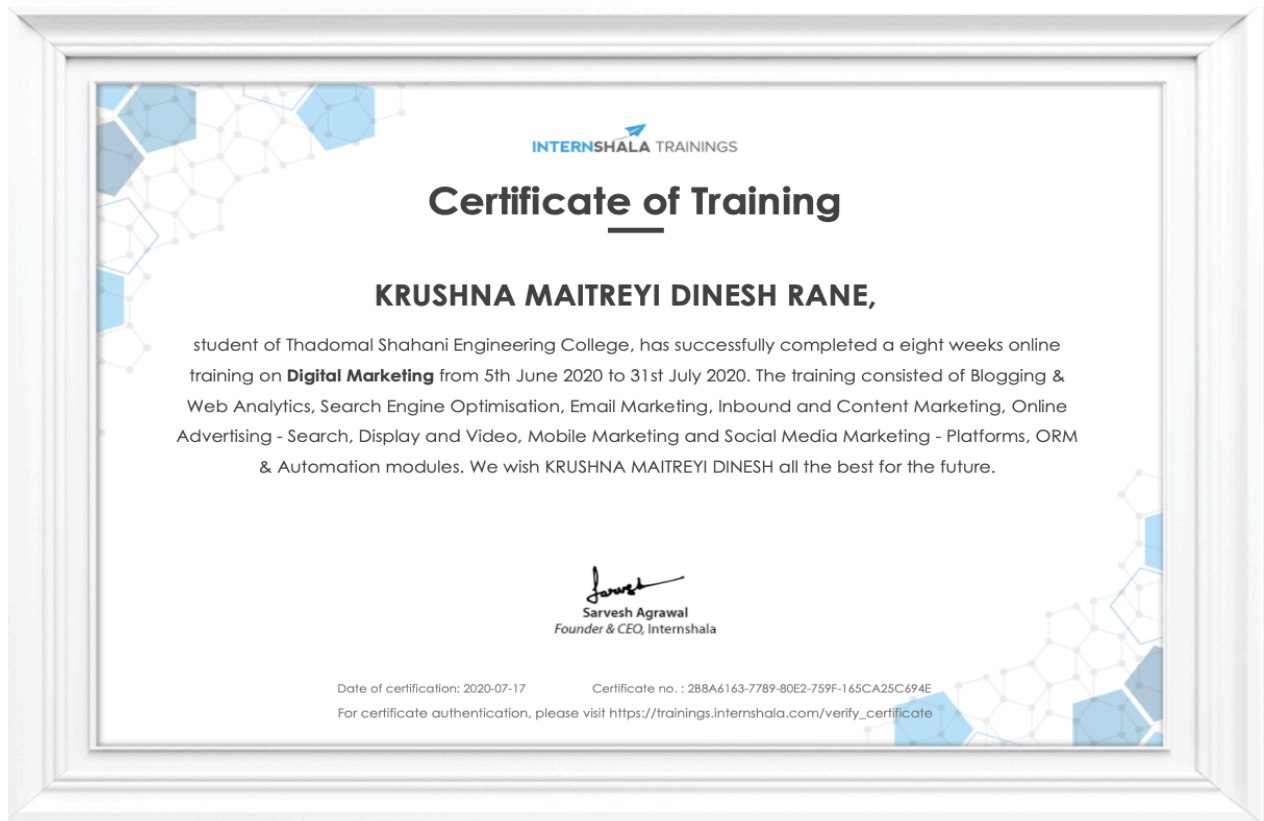 INTERNSHALA TRAININGS
Certificate of Training
KRUSHNA MAITREYI DINESH RANE,
student of Thadomal Shahani Engineering College, has successfully completed a eight weeks online
training on Digital Marketing from 5th June 2020 to 31st July 2020. The training consisted of Blogging &
Web Analytics, Search Engine Optimisation, Email Marketing, Inbound and Content Marketing, Online
Advertising - Search, Display and Video, Mobile Marketing and Social Media Marketing - Platforms, ORM
& Automation modules. We wish KRUSHNA MAITREYI DINESH all the best for the future.
Sarvesh
Sarvesh Agrawal
Founder & CEO, Internshala
Date of certification: 2020-07-17 Certificate no. : 2B8A6163-7789-80E2-759F-165CA25C694E
For certificate authentication, please visit https://trainings.internshala.com/verify_certificate